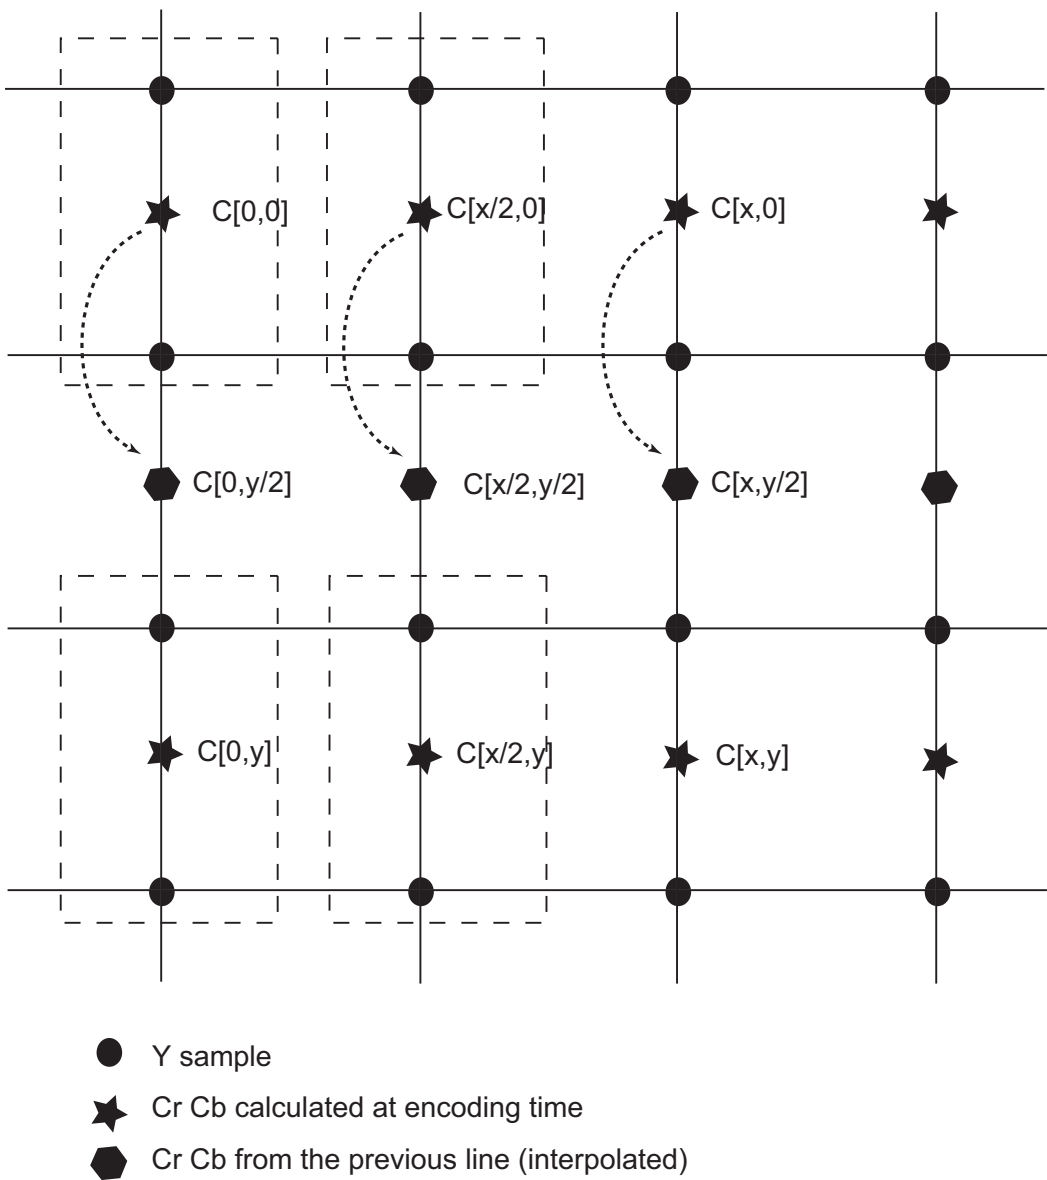 C[0,0]
C[x/2,0]
C[x,0]
C[0,y/2]
C[x/2,y/2]
C[x,y/2]
C[0,y]
C[x/2,y]
C[x,y]
Y sample
Cr Cb calculated at encoding time
Cr Cb from the previous line (interpolated)